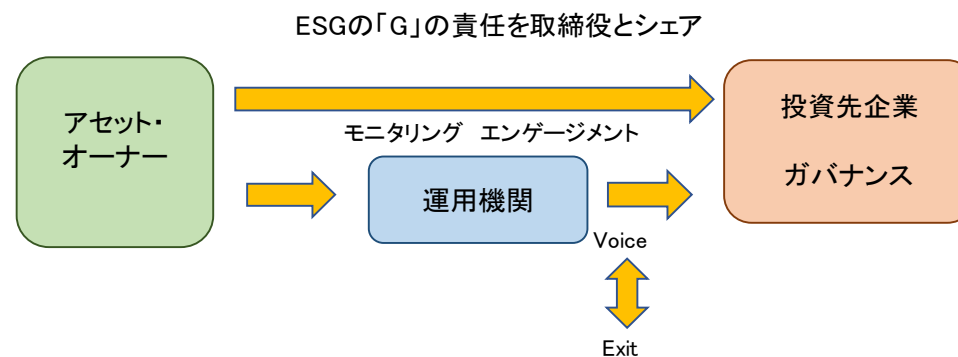 ESGの「G」の責任を取締役とシェア
アセット・
オーナー
モニタリング　エンゲージメント
運用機関
投資先企業
ガバナンス
Voice
Exit